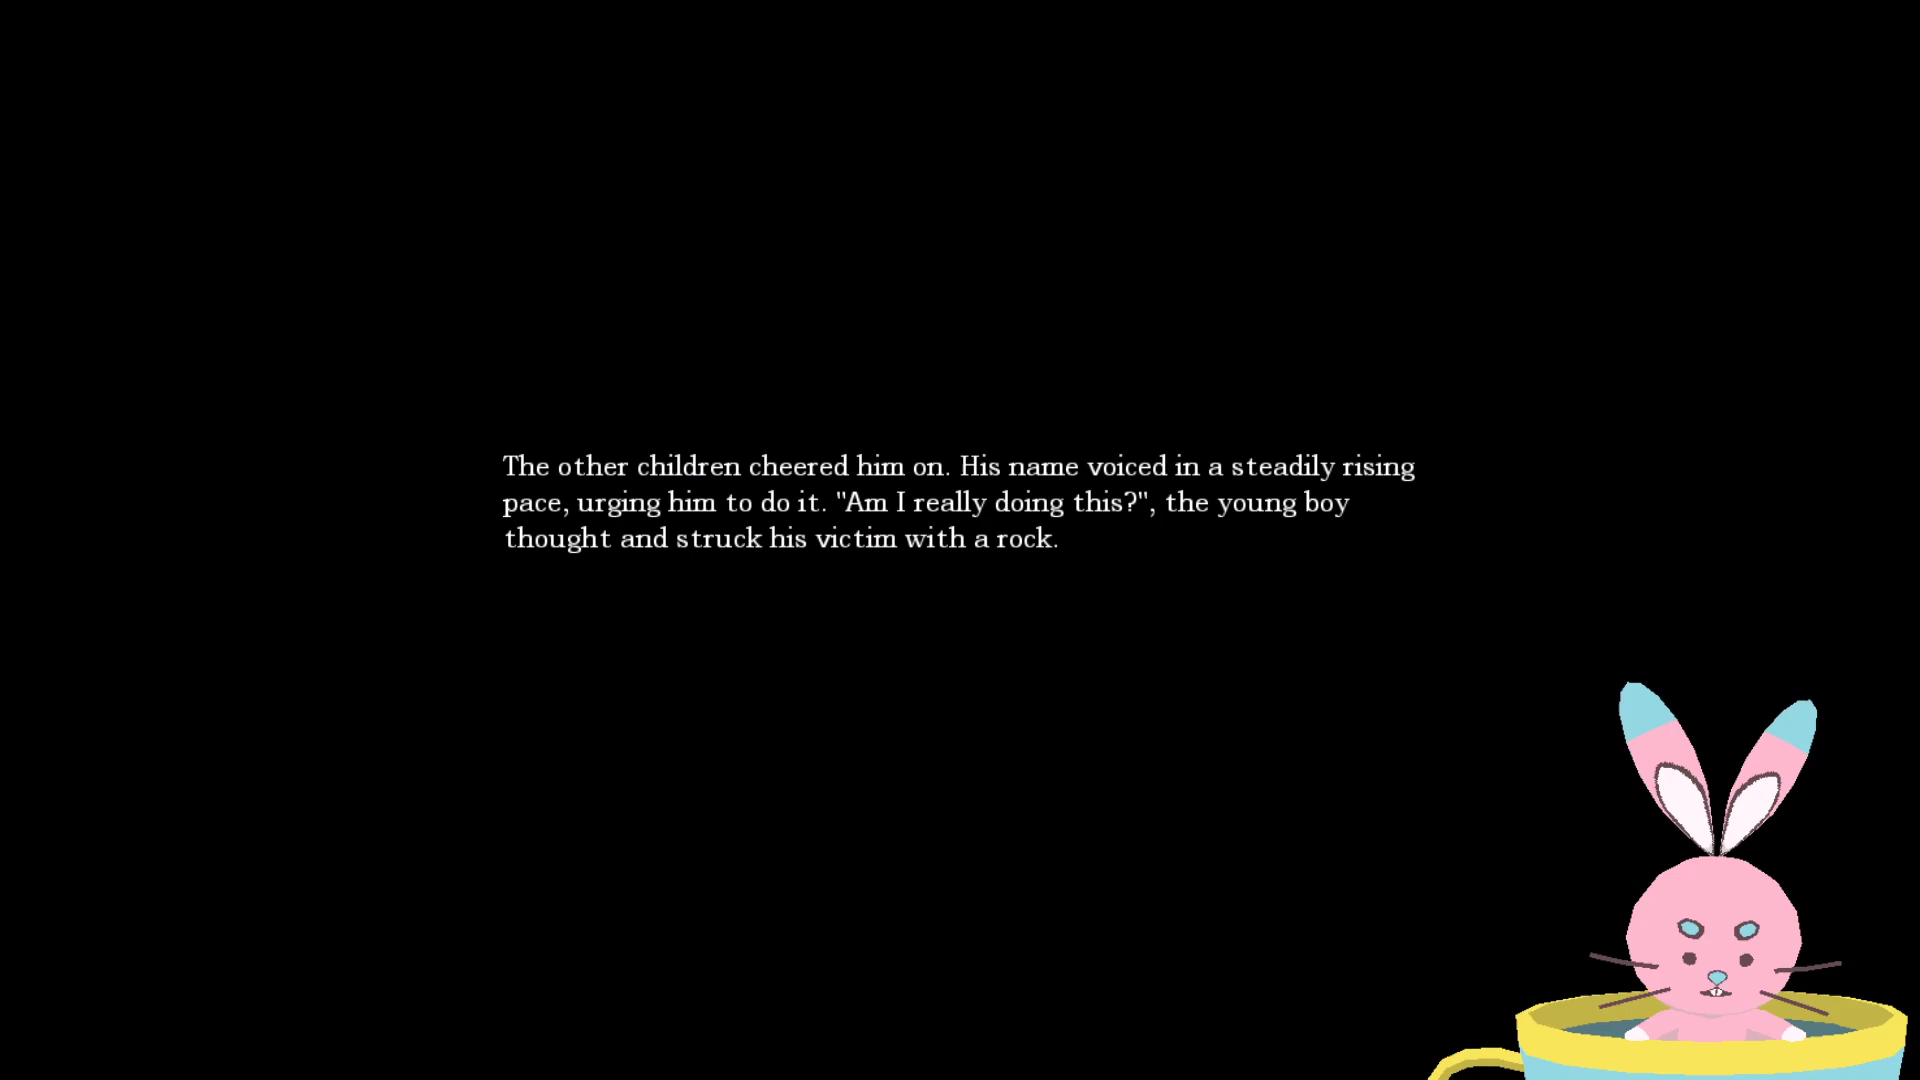 The other children cheered him on. His name voiced in a steadily rising
pace, urging him to do it. "Am I really doing this?", the young boy
thought and struck his victim with a rock.